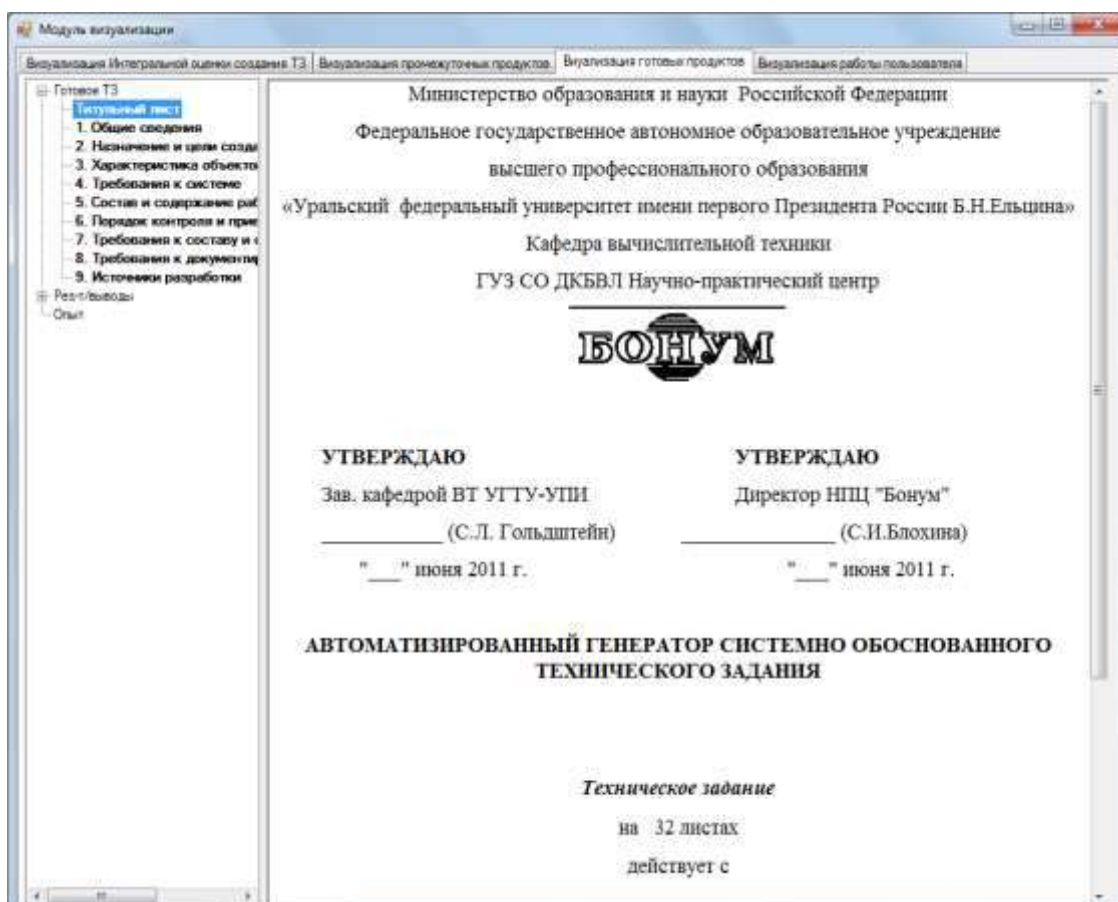 Модуль визуализации
Визуализация Интегральной оценки создания ТЗ Визуализация промежуточных продуктов Виуализация готовых продуктов Визуализация работы пользователя
Готовое ТЗ
Титульный лист
1. Общие сведения
2. Назначение и цели созда
3. Характеристика объекто
4. Требования к системе
5. Состав и содержание раб
6. Порядок контроля и прие
7. Требования к составу и с
8. Требования к документир
9. Источники разработки
Рез-т/выводы
Опыт
Министерство образования и науки Российской Федерации
Федеральное государственное автономное образовательное учреждение
высшего профессионального образования
«Уральский федеральный университет имени первого Президента России Б.Н.Ельцина»
Кафедра вычислительной техники
ГУЗ СО ДКБВЛ Научно-практический центр
БОНУМ
УТВЕРЖДАЮ УТВЕРЖДАЮ
Зав. кафедрой ВТ УГТУ-УПИ Директор НПЦ "Бонум"
____________ (С.Л. Гольдштейн) _______________ (С.И.Блохина)
"___" июня 2011 г. "___" июня 2011 г.
АВТОМАТИЗИРОВАННЫЙ ГЕНЕРАТОР СИСТЕМНО ОБОСНОВАННОГО
ТЕХНИЧЕСКОГО ЗАДАНИЯ
Техническое задание
на 32 листах
действует с